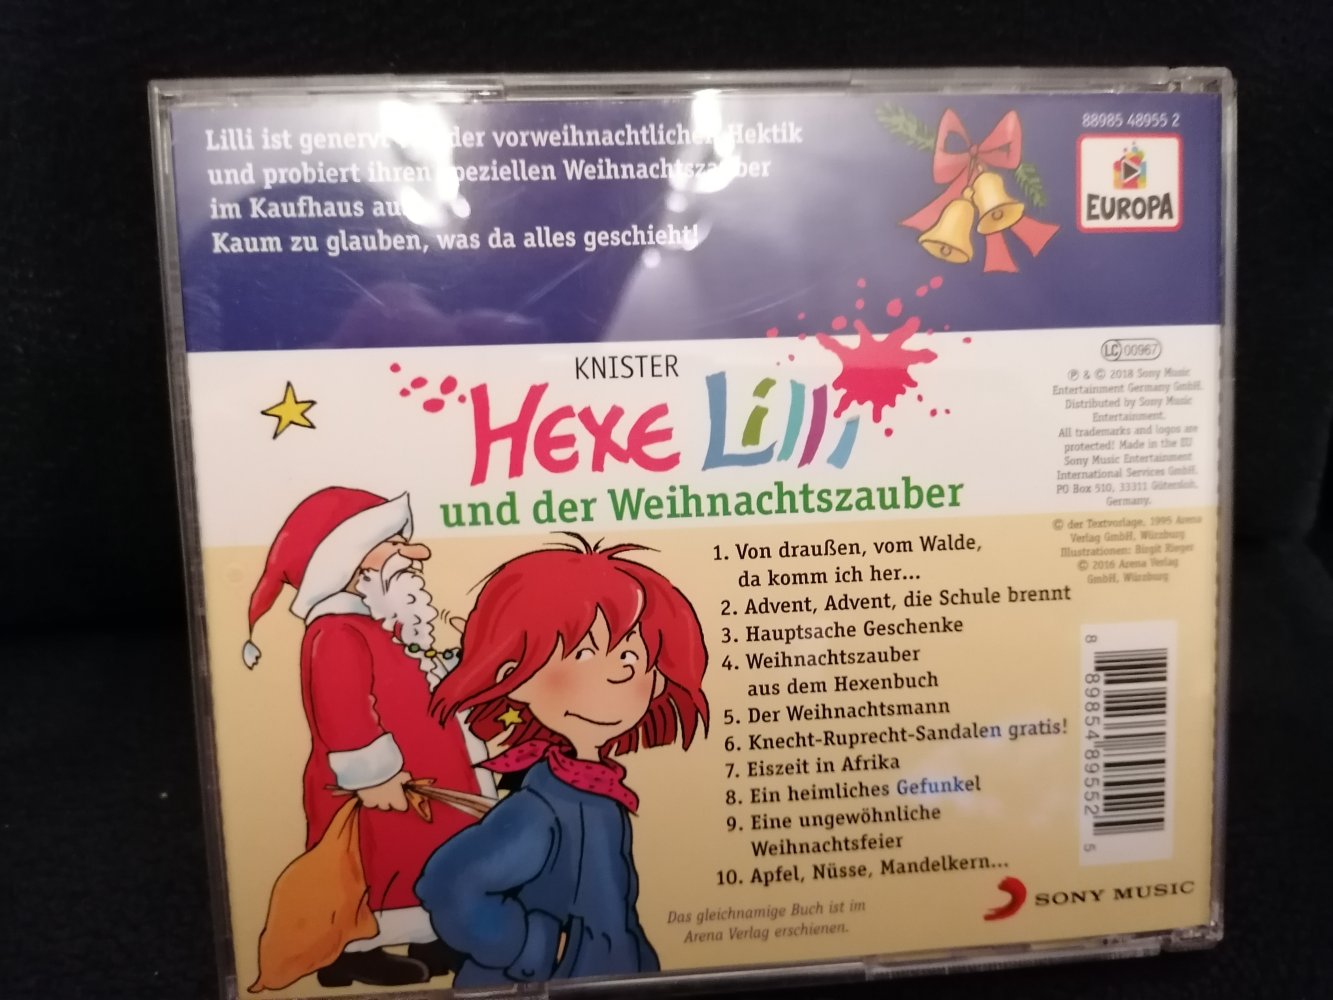 Lilli ist genervt der vorweihnachtlichen Hektik
und probiert ihren speziellen Weihnachtszauber
im Kaufhaus aus
Kaum zu glauben, was da alles geschieht!
88985 48955 2
EUROPA
KNISTER
HEXE Lilli
und der Weihnachtszauber
LC 00967
℗ & © 2018 Sony Music
Entertainment Germany GmbH.
Distributed by Sony Music
Entertainment.
All trademarks and logos are
protected! Made in the EU
Sony Music Entertainment
International Services GmbH.
PO Box 510, 33311 Gütersloh,
Germany.
© der Textvorlage, 1995 Arena
Verlag GmbH, Würzburg
Illustrationen: Birgit Rieger
© 2016 Arena Verlag
GmbH, Würzburg
1. Von draußen, vom Walde,
da komm ich her...
2. Advent, Advent, die Schule brennt
3. Hauptsache Geschenke
4. Weihnachtszauber
aus dem Hexenbuch
5. Der Weihnachtsmann
6. Knecht-Ruprecht-Sandalen gratis!
7. Eiszeit in Afrika
8. Ein heimliches Gefunkel
9. Eine ungewöhnliche
Weihnachtsfeier
10. Apfel, Nüsse, Mandelkern...
8 89854 89552 5
Das gleichnamige Buch ist im
Arena Verlag erschienen.
SONY MUSIC